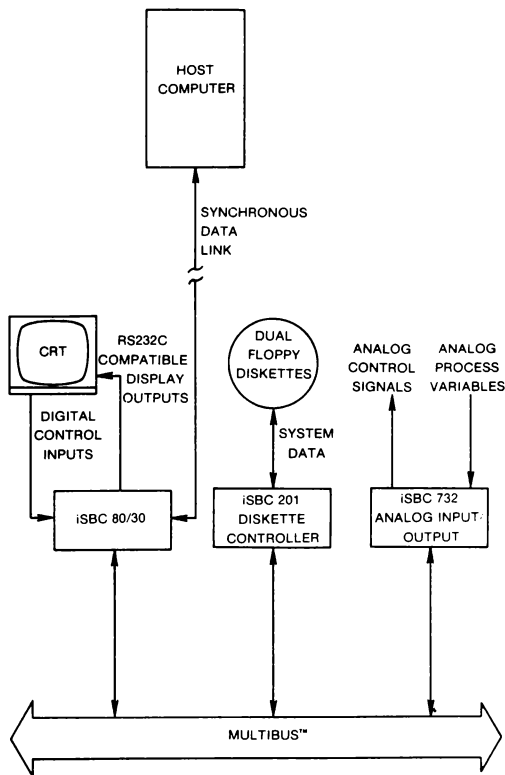 HOST
COMPUTER
SYNCHRONOUS
DATA
LINK
CRT
RS232C
COMPATIBLE
DISPLAY
OUTPUTS
DIGITAL
CONTROL
INPUTS
DUAL
FLOPPY
DISKETTES
SYSTEM
DATA
ANALOG
CONTROL
SIGNALS
ANALOG
PROCESS
VARIABLES
iSBC 80/30
iSBC 201
DISKETTE
CONTROLLER
iSBC 732
ANALOG INPUT-
OUTPUT
MULTIBUS™